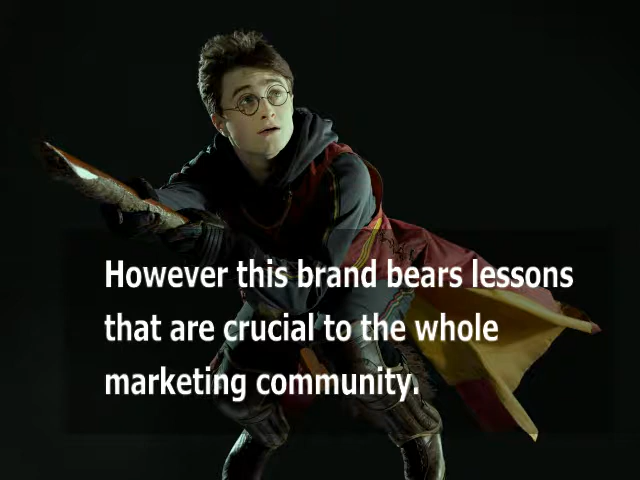 However this brand bears lessons
that are crucial to the whole
marketing community.